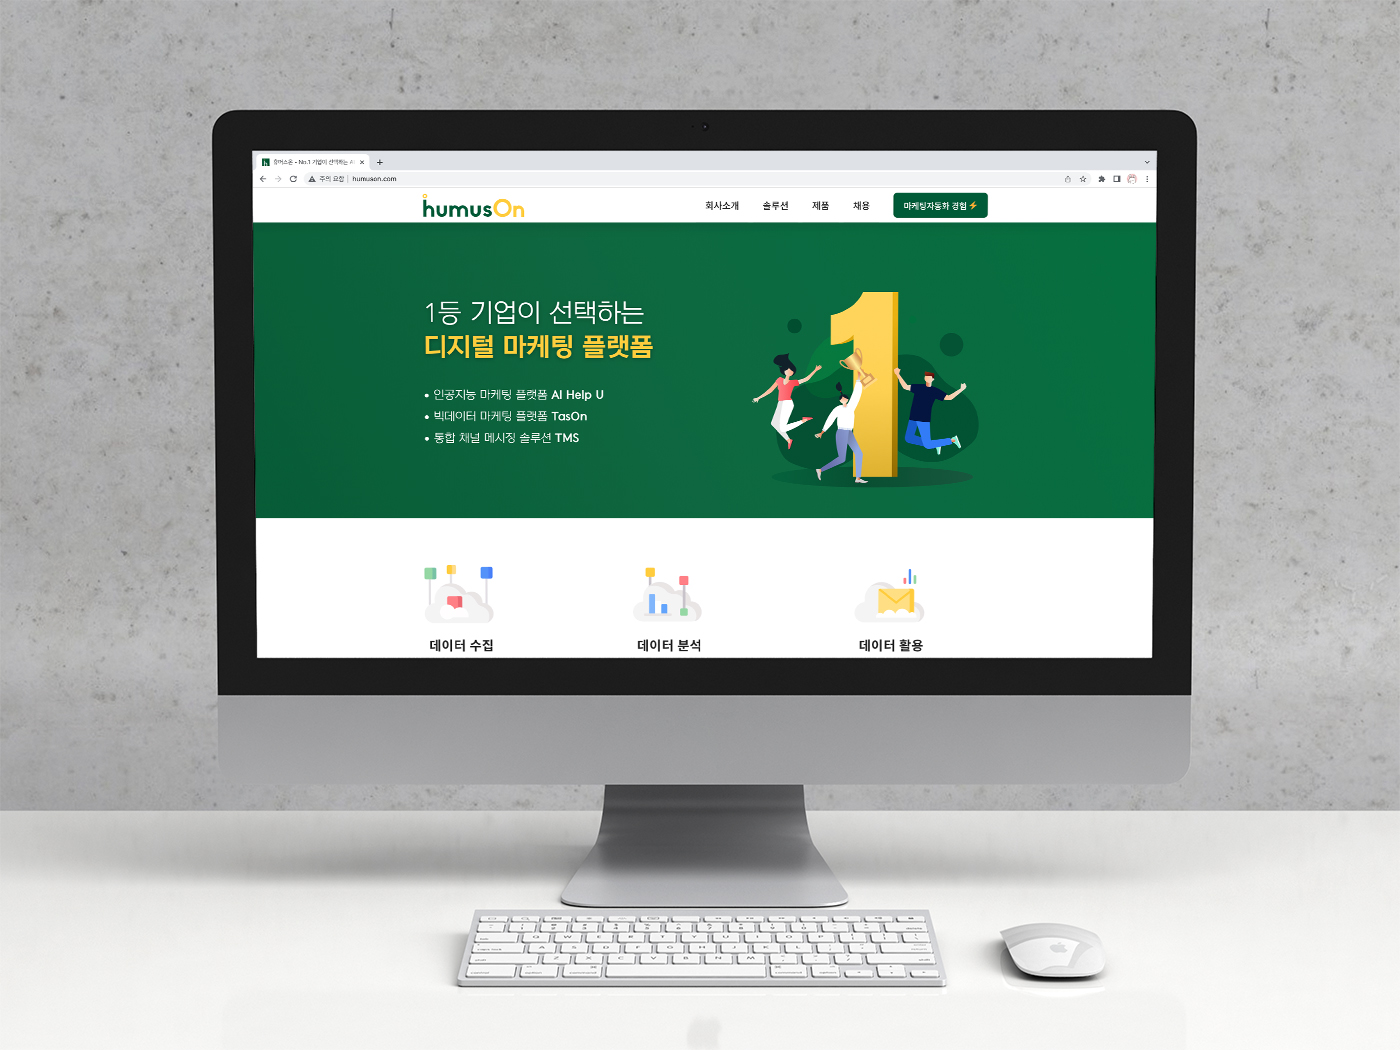 휴머스온 • No.1 기업이 선택하는 AI
주의 요함 humuson.com
humusOn
회사소개 솔루션 제품 채용 마케팅자동화 경험⚡
1등 기업이 선택하는
디지털 마케팅 플랫폼
• 인공지능 마케팅 플랫폼 AI Help U
• 빅데이터 마케팅 플랫폼 TasOn
• 통합 채널 메시징 솔루션 TMS
1
데이터 수집 데이터 분석 데이터 활용
Q W E R T Y U I O P
A S D F G H J K L
Z X C V B N M